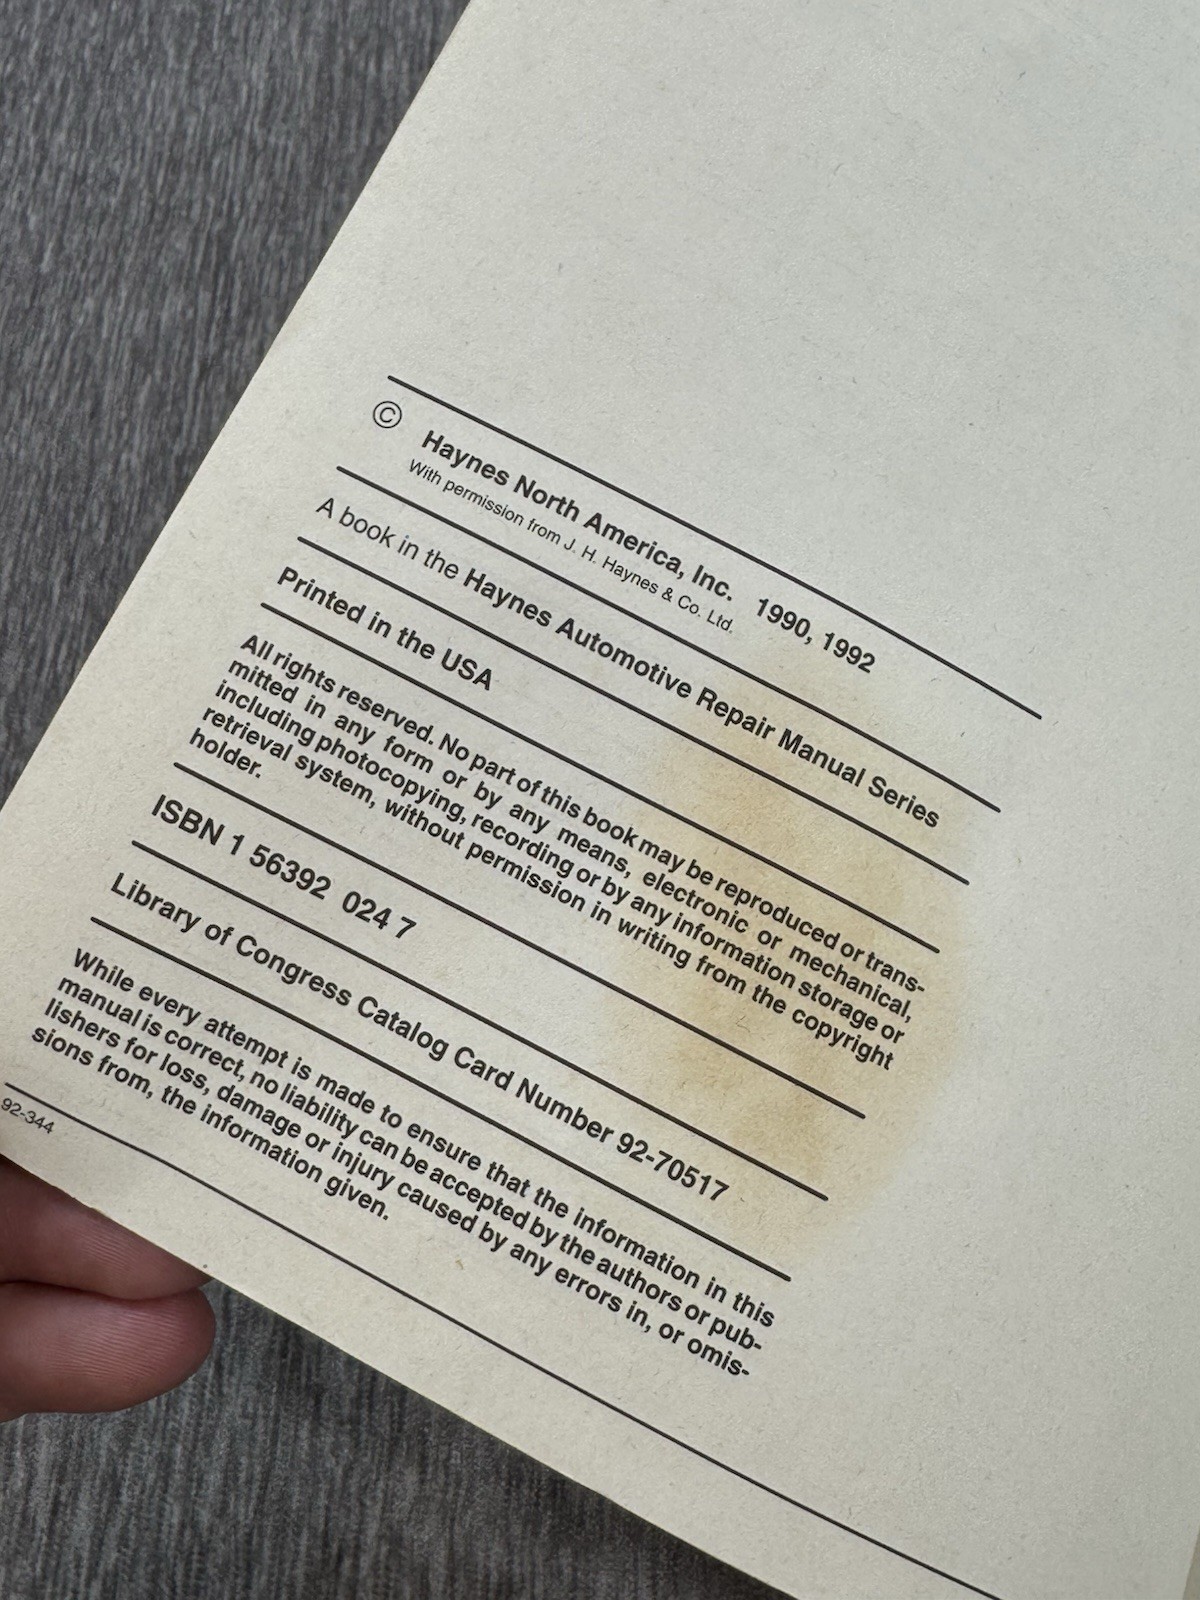 © Haynes North America, Inc. 1990, 1992
With permission from J. H. Haynes & Co. Ltd.
A book in the Haynes Automotive Repair Manual Series
Printed in the USA
All rights reserved. No part of this book may be reproduced or trans-
mitted in any form or by any means, electronic or mechanical,
including photocopying, recording or by any information storage or
retrieval system, without permission in writing from the copyright
holder.
ISBN 1 56392 024 7
Library of Congress Catalog Card Number 92-70517
While every attempt is made to ensure that the information in this
manual is correct, no liability can be accepted by the authors or pub-
lishers for loss, damage or injury caused by any errors in, or omis-
sions from, the information given.
92-344